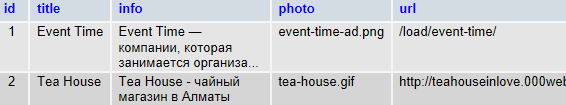 id title info photo url
1 Event Time Event Time — event-time-ad.png /load/event-time/
компании, которая
занимается организа...
2 Tea House Tea House - чайный tea-house.gif http://teahouseinlove.000web
магазин в Алматы